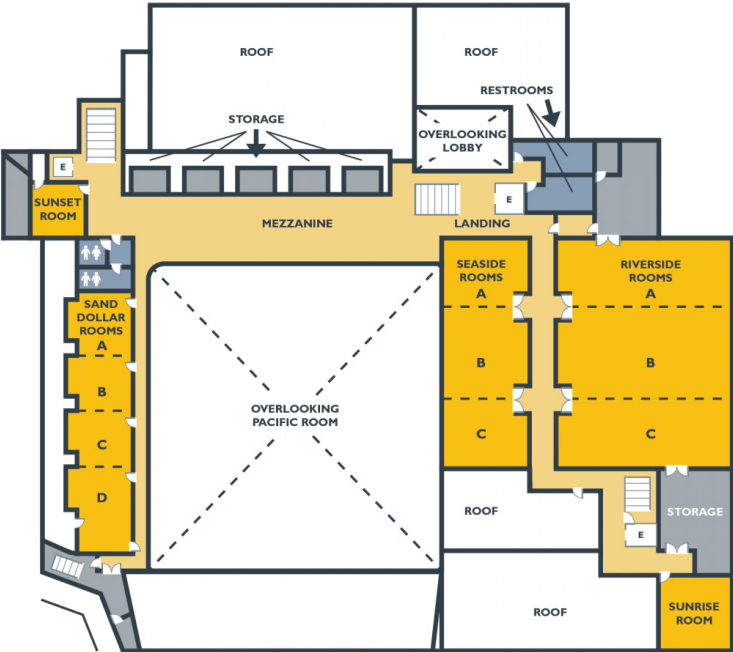 ROOF
ROOF
RESTROOMS
STORAGE
OVERLOOKING
LOBBY
E
SUNSET
ROOM
E
MEZZANINE
LANDING
SEASIDE
ROOMS
A
RIVERSIDE
ROOMS
A
SAND
DOLLAR
ROOMS
A
B
B
B
OVERLOOKING
PACIFIC ROOM
C
C
C
D
ROOF
STORAGE
E
ROOF
SUNRISE
ROOM